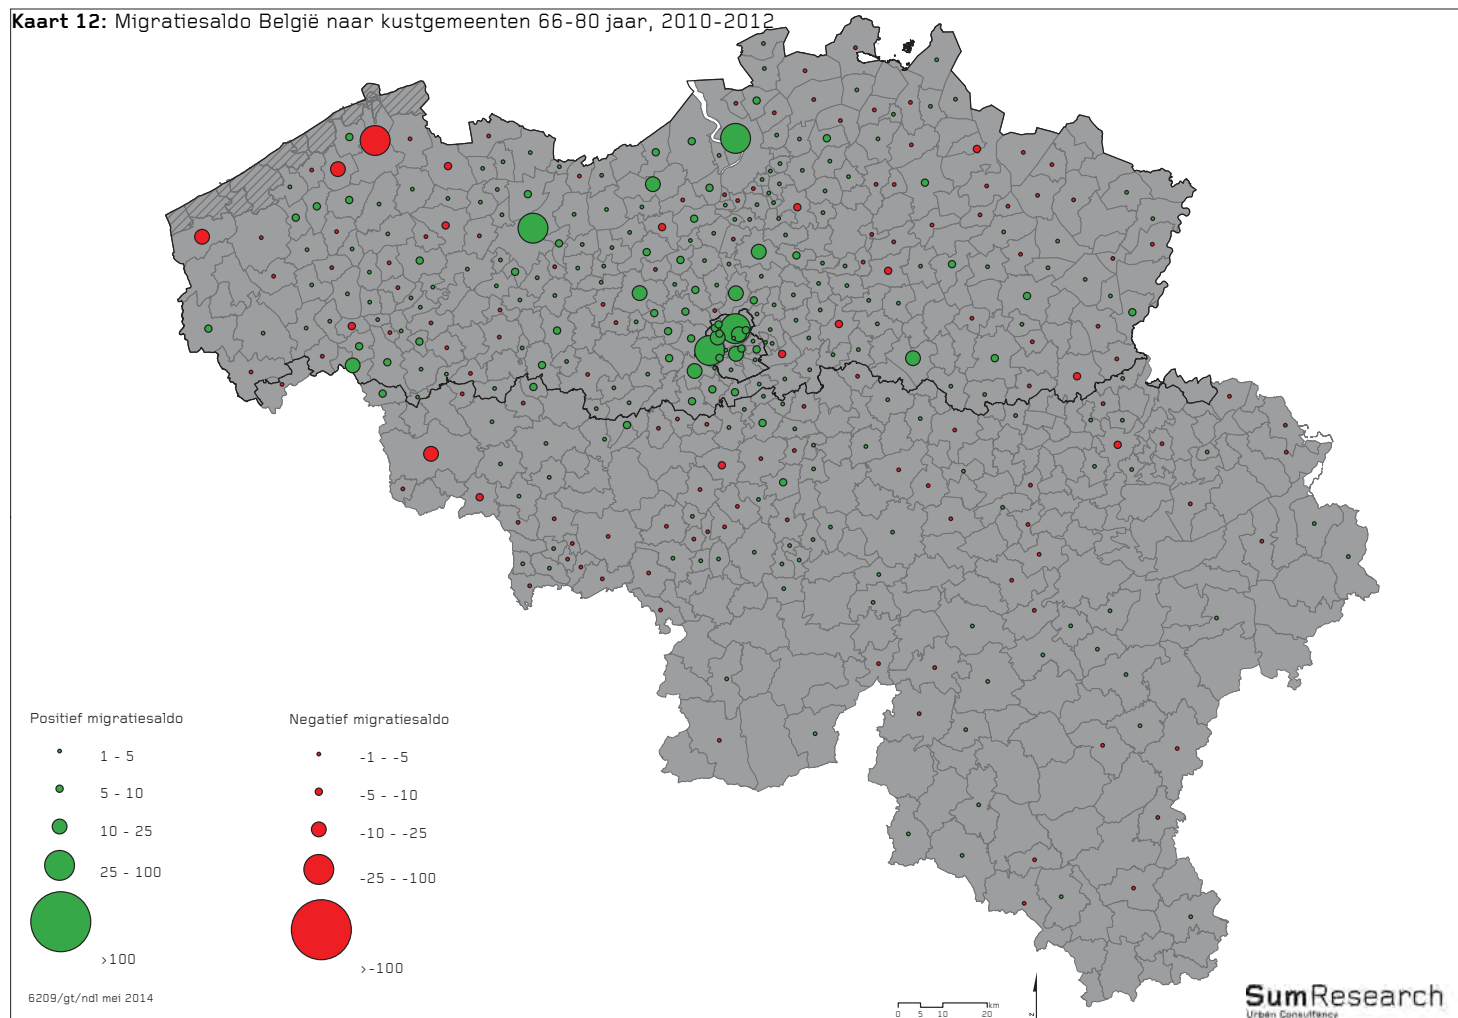 Kaart 12: Migratiesaldo België naar kustgemeenten 66-80 jaar, 2010-2012
Positief migratiesaldo
1 - 5
5 - 10
10 - 25
25 - 100
>100
Negatief migratiesaldo
-1 - -5
-5 - -10
-10 - -25
-25 - -100
>-100
6209/gt/ndl mei 2014
km
0 5 10 20
N
SumResearch
Urban Consultancy